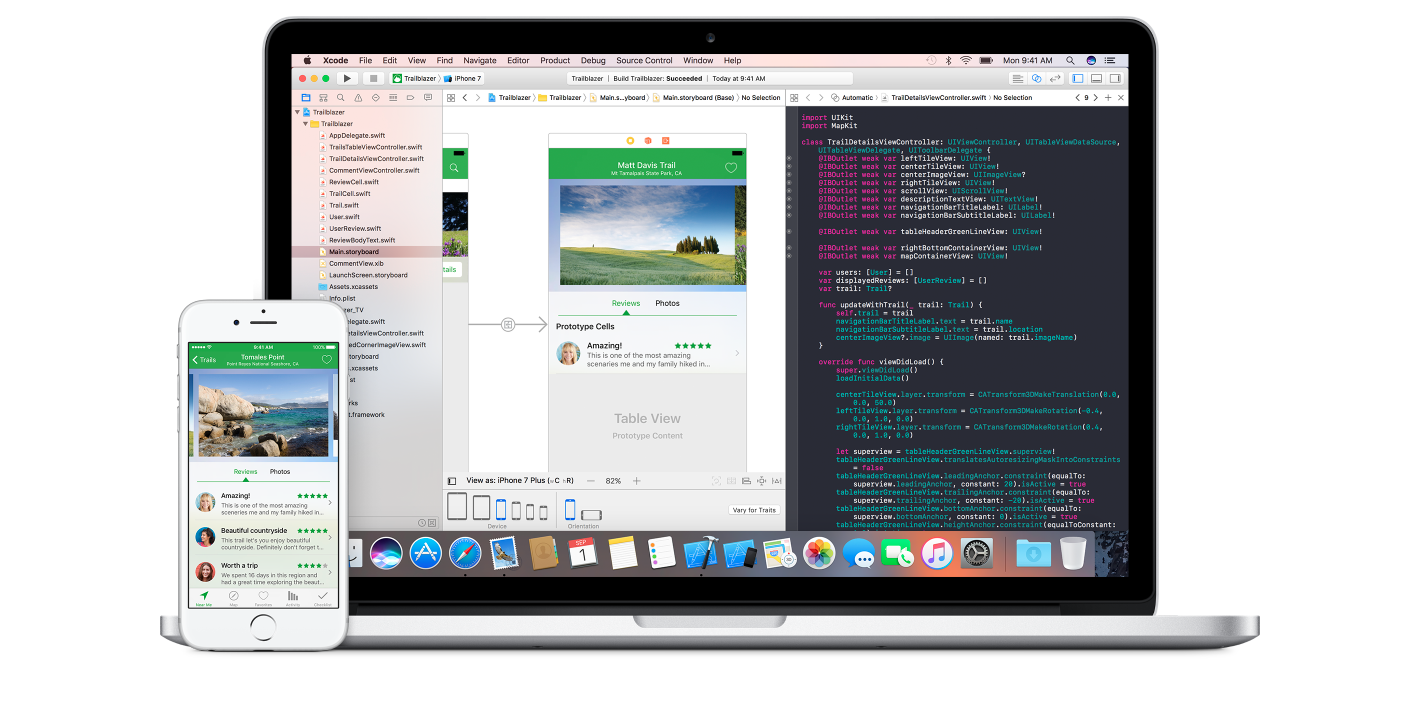 Xcode File Edit View Find Navigate Editor Product Debug Source Control Window Help
Mon 9:41 AM
Trailblazer iPhone 7
Trailblazer | Build Trailblazer: Succeeded | Today at 9:41 AM
Trailblazer Trailblazer Main.s...yboard Main.storyboard (Base) No Selection
Automatic TrailDetailsViewController.swift No Selection
9
Trailblazer
Trailblazer
AppDelegate.swift
TrailsTableViewController.swift
TrailDetailsViewController.swift
CommentViewController.swift
ReviewCell.swift
TrailCell.swift
Trail.swift
User.swift
UserReview.swift
ReviewBodyText.swift
Main.storyboard
CommentView.xib
LaunchScreen.storyboard
Assets.xcassets
Info.plist
zer_TV
elegate.swift
etailsViewController.swift
edCornerImageView.swift
toryboard
.xcassets
st
rks
t.framework
tails
Matt Davis Trail
Mt Tamalpais State Park, CA
Reviews Photos
Prototype Cells
Amazing!
This is one of the most amazing
sceneries me and my family hiked in...
Table View
Prototype Content
View as: iPhone 7 Plus (wC hR)
82%
Device
Orientation
Vary for Traits
import UIKit
import MapKit
class TrailDetailsViewController: UIViewController, UITableViewDataSource,
UITableViewDelegate, UIToolbarDelegate {
@IBOutlet weak var leftTileView: UIView!
@IBOutlet weak var centerTileView: UIView!
@IBOutlet weak var centerImageView: UIImageView?
@IBOutlet weak var rightTileView: UIView!
@IBOutlet weak var scrollView: UIScrollView!
@IBOutlet weak var descriptionTextView: UITextView!
@IBOutlet weak var navigationBarTitleLabel: UILabel!
@IBOutlet weak var navigationBarSubtitleLabel: UILabel!
@IBOutlet weak var tableHeaderGreenLineView: UIView!
@IBOutlet weak var rightBottomContainerView: UIView!
@IBOutlet weak var mapContainerView: UIView!
var users: [User] = []
var displayedReviews: [UserReview] = []
var trail: Trail?
func updateWithTrail(_ trail: Trail) {
self.trail = trail
navigationBarTitleLabel.text = trail.name
navigationBarSubtitleLabel.text = trail.location
centerImageView?.image = UIImage(named: trail.imageName)
}
override func viewDidLoad() {
super.viewDidLoad()
loadInitialData()
centerTileView.layer.transform = CATransform3DMakeTranslation(0.0,
0.0, 50.0)
leftTileView.layer.transform = CATransform3DMakeRotation(-0.4,
0.0, 1.0, 0.0)
rightTileView.layer.transform = CATransform3DMakeRotation(0.4,
0.0, 1.0, 0.0)
let superview = tableHeaderGreenLineView.superview!
tableHeaderGreenLineView.translatesAutoresizingMaskIntoConstraints
= false
tableHeaderGreenLineView.leadingAnchor.constraint(equalTo:
superview.leadingAnchor, constant: 20).isActive = true
tableHeaderGreenLineView.trailingAnchor.constraint(equalTo:
superview.trailingAnchor, constant: -20).isActive = true
tableHeaderGreenLineView.bottomAnchor.constraint(equalTo:
superview.bottomAnchor, constant: 0).isActive = true
tableHeaderGreenLineView.heightAnchor.constraint(equalToConstant:
SEP
1
3D
9:41 AM
100%
Trails
Tomales Point
Point Reyes National Seashore, CA
Reviews Photos
Amazing!
This is one of the most amazing
sceneries me and my family hiked in...
Beautiful countryside
This trail let's you enjoy beautiful
countryside. Definitely don't forget t...
Worth a trip
We spent 16 days in this region and
had a great time exploring the beaut...
Near Me Map Favorites Activity Checklist